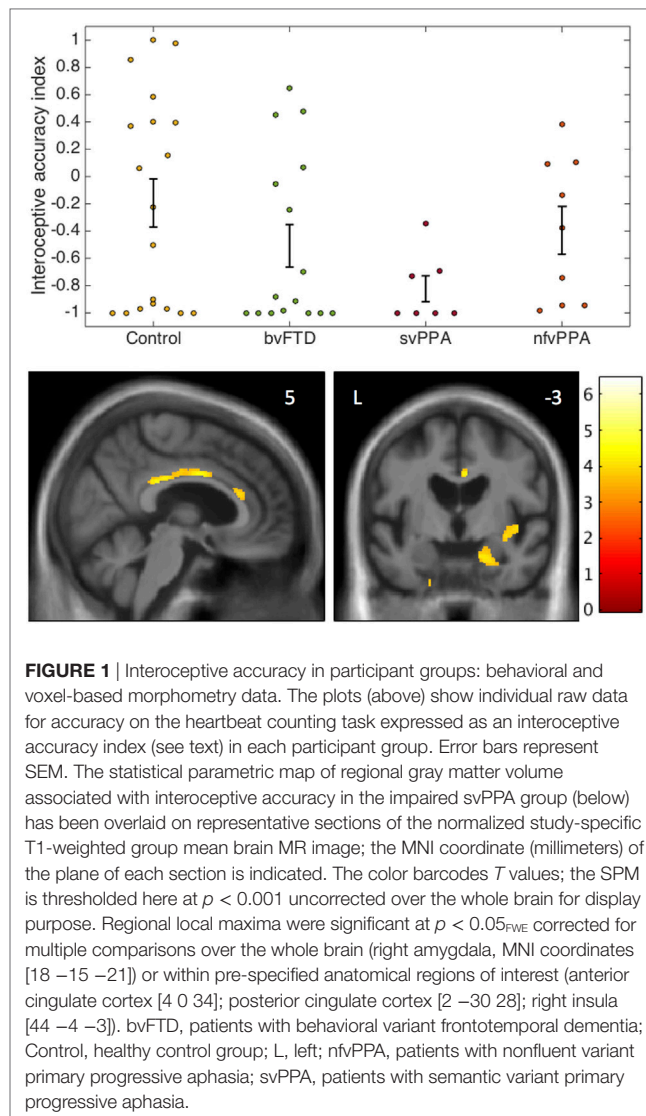 1
0.8
0.6
0.4
0.2
0
-0.2
-0.4
-0.6
-0.8
-1
Interoceptive accuracy index
Control bvFTD svPPA nfvPPA
5 L -3
6
5
4
3
2
1
0
FIGURE 1 | Interoceptive accuracy in participant groups: behavioral and
voxel-based morphometry data. The plots (above) show individual raw data
for accuracy on the heartbeat counting task expressed as an interoceptive
accuracy index (see text) in each participant group. Error bars represent
SEM. The statistical parametric map of regional gray matter volume
associated with interoceptive accuracy in the impaired svPPA group (below)
has been overlaid on representative sections of the normalized study-specific
T1-weighted group mean brain MR image; the MNI coordinate (millimeters) of
the plane of each section is indicated. The color barcodes T values; the SPM
is thresholded here at p < 0.001 uncorrected over the whole brain for display
purpose. Regional local maxima were significant at p < 0.05FWE corrected for
multiple comparisons over the whole brain (right amygdala, MNI coordinates
[18 −15 −21]) or within pre-specified anatomical regions of interest (anterior
cingulate cortex [4 0 34]; posterior cingulate cortex [2 −30 28]; right insula
[44 −4 −3]). bvFTD, patients with behavioral variant frontotemporal dementia;
Control, healthy control group; L, left; nfvPPA, patients with nonfluent variant
primary progressive aphasia; svPPA, patients with semantic variant primary
progressive aphasia.